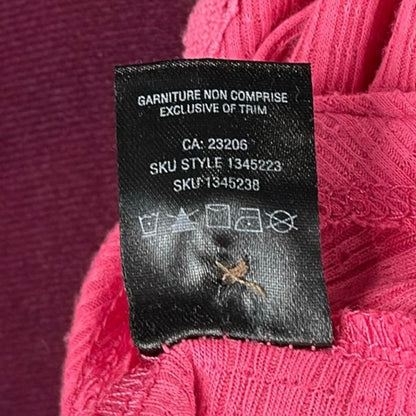 GARNITURE NON COMPRISE
EXCLUSIVE OF TRIM
CA: 23206
SKU STYLE 1345223
SKU 1345238